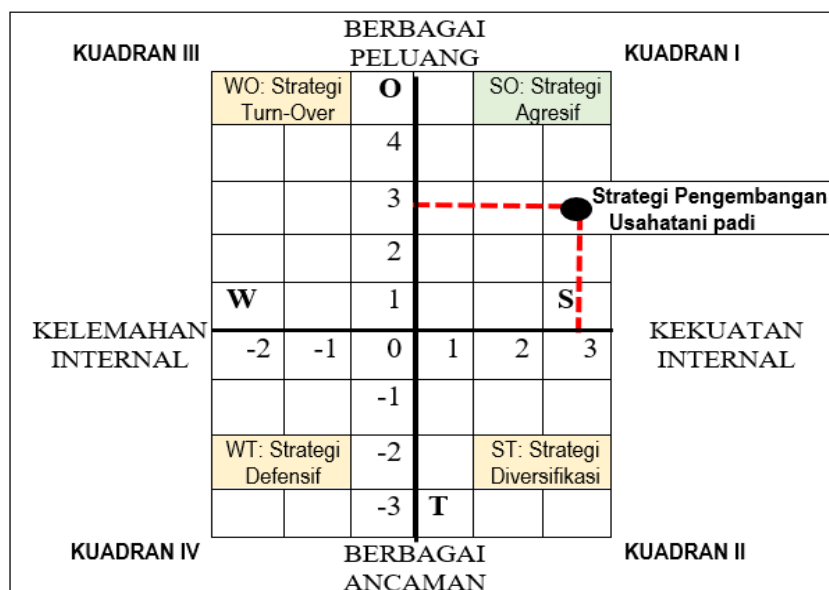 BERBAGAI
PELUANG
KUADRAN III
KUADRAN I
WO: Strategi
Turn-Over
O
SO: Strategi
Agresif
4
3
Strategi Pengembangan
Usahatani padi
2
W
1
S
KELEMAHAN
INTERNAL
-2
-1
0
1
2
3
KEKUATAN
INTERNAL
-1
WT: Strategi
Defensif
-2
ST: Strategi
Diversifikasi
-3
T
KUADRAN IV
BERBAGAI
ANCAMAN
KUADRAN II